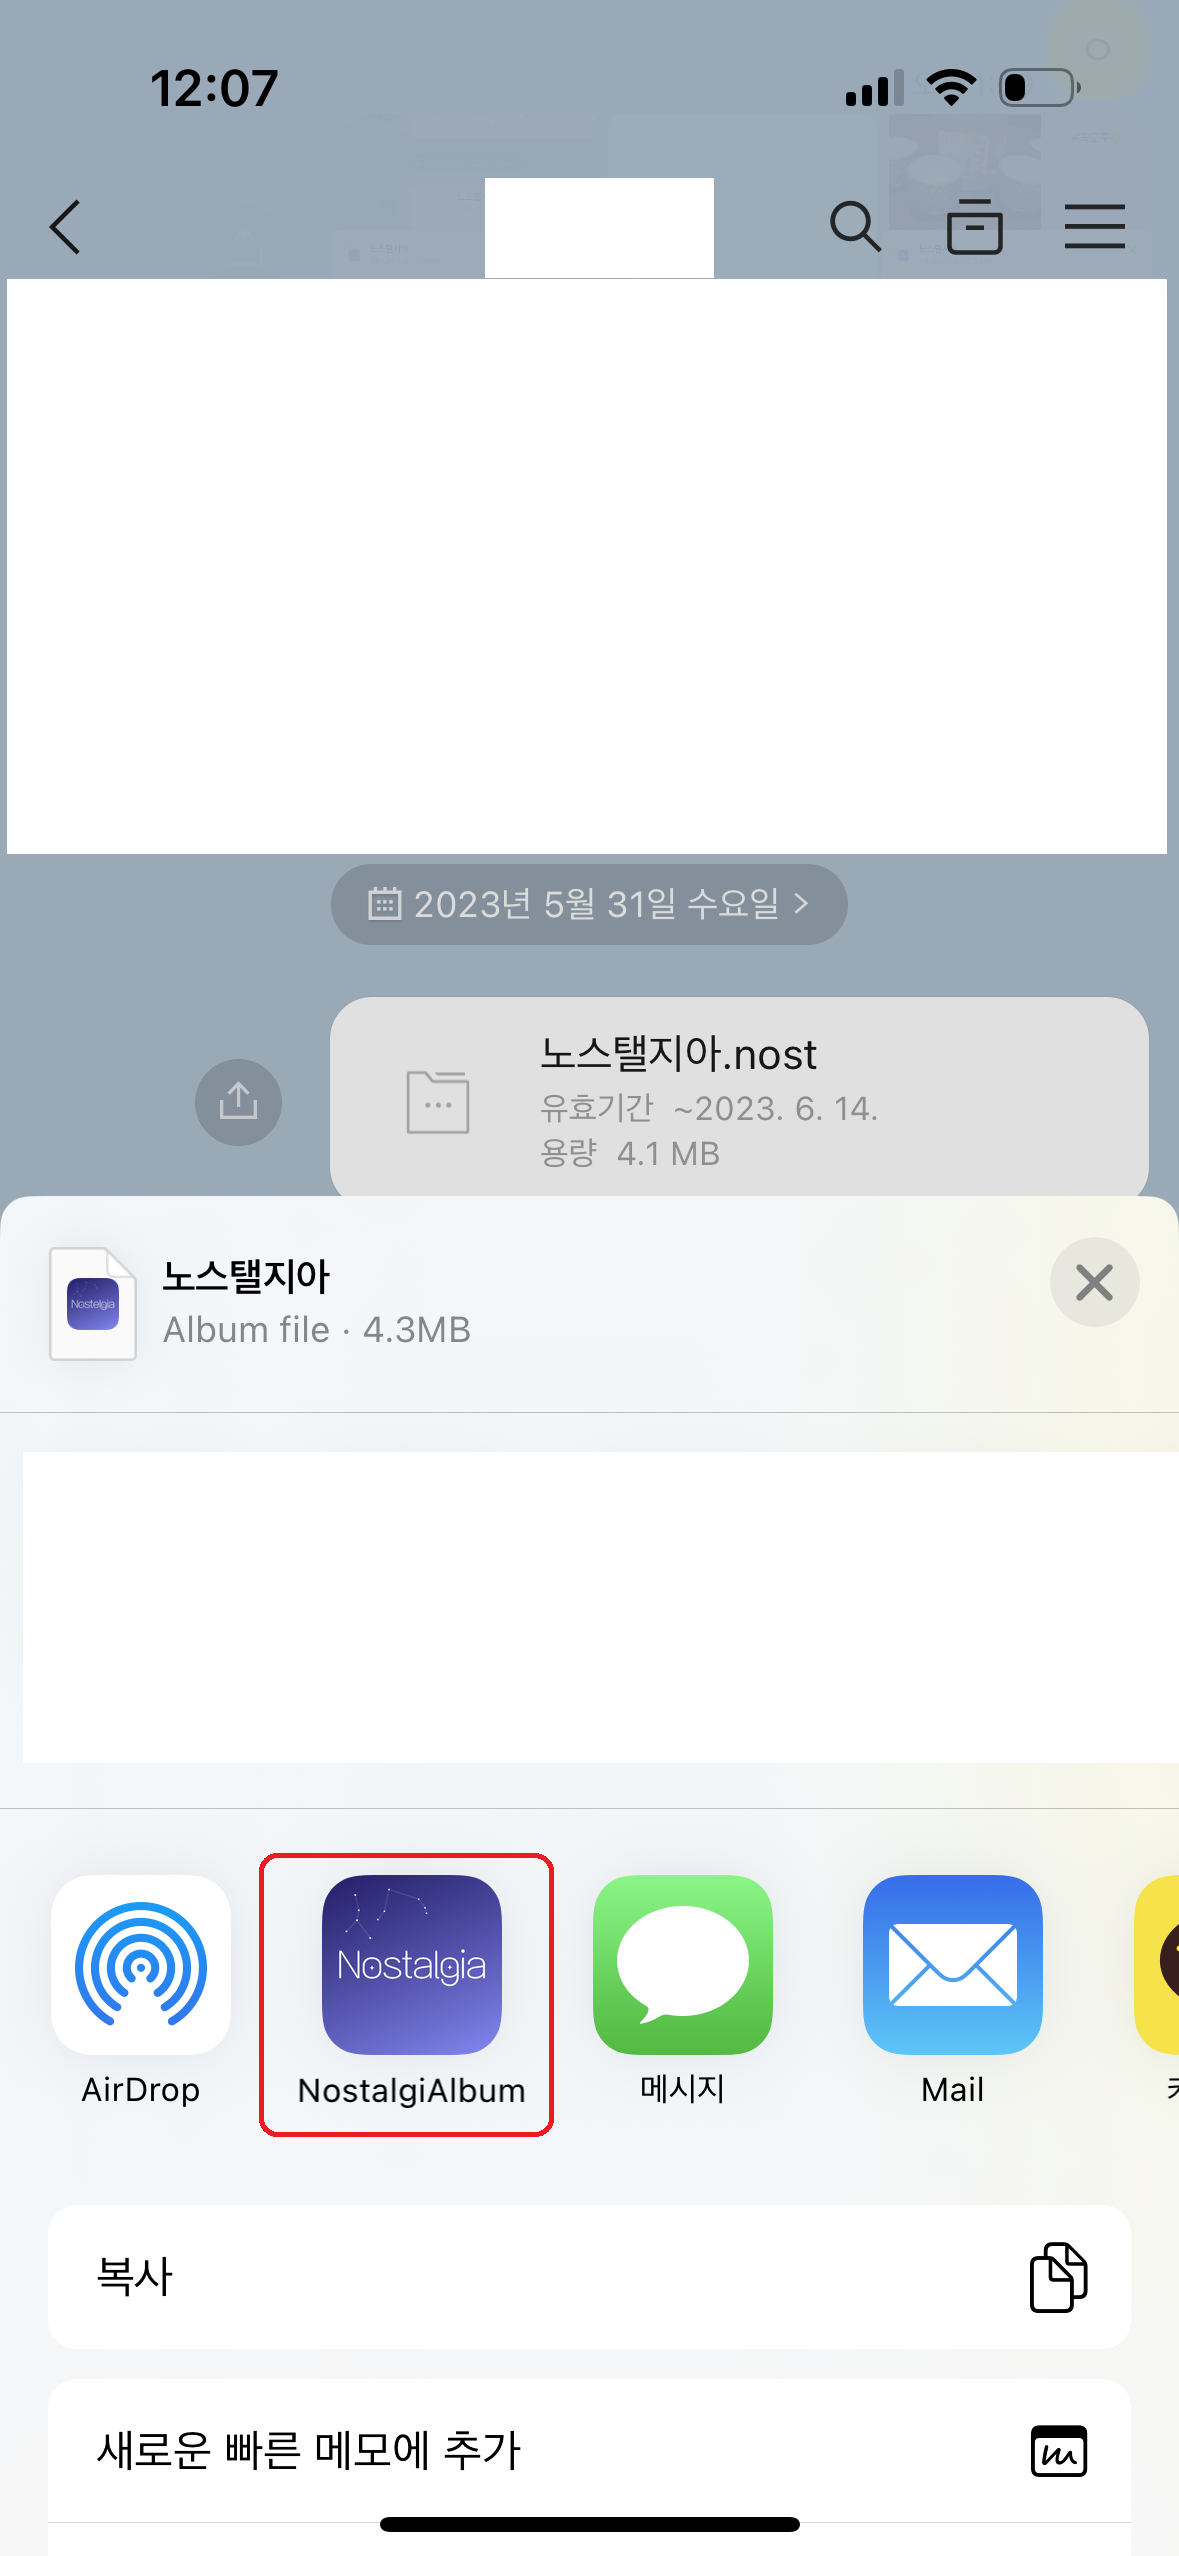 12:07
2023년 5월 31일 수요일
노스탤지아.nost
유효기간 ~2023. 6. 14.
용량 4.1 MB
Nostelgia
노스탤지아
Album file · 4.3MB
Nostalgia
AirDrop
NostalgiAlbum
메시지
Mail
복사
새로운 빠른 메모에 추가